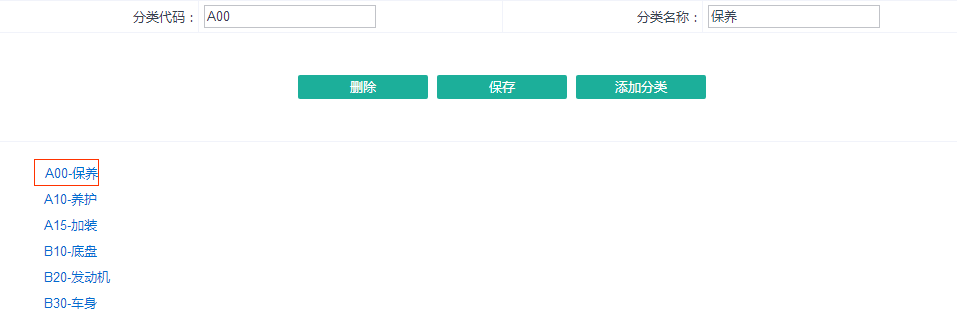 分类代码： A00 分类名称： 保养
删除 保存 添加分类
A00-保养
A10-养护
A15-加装
B10-底盘
B20-发动机
B30-车身